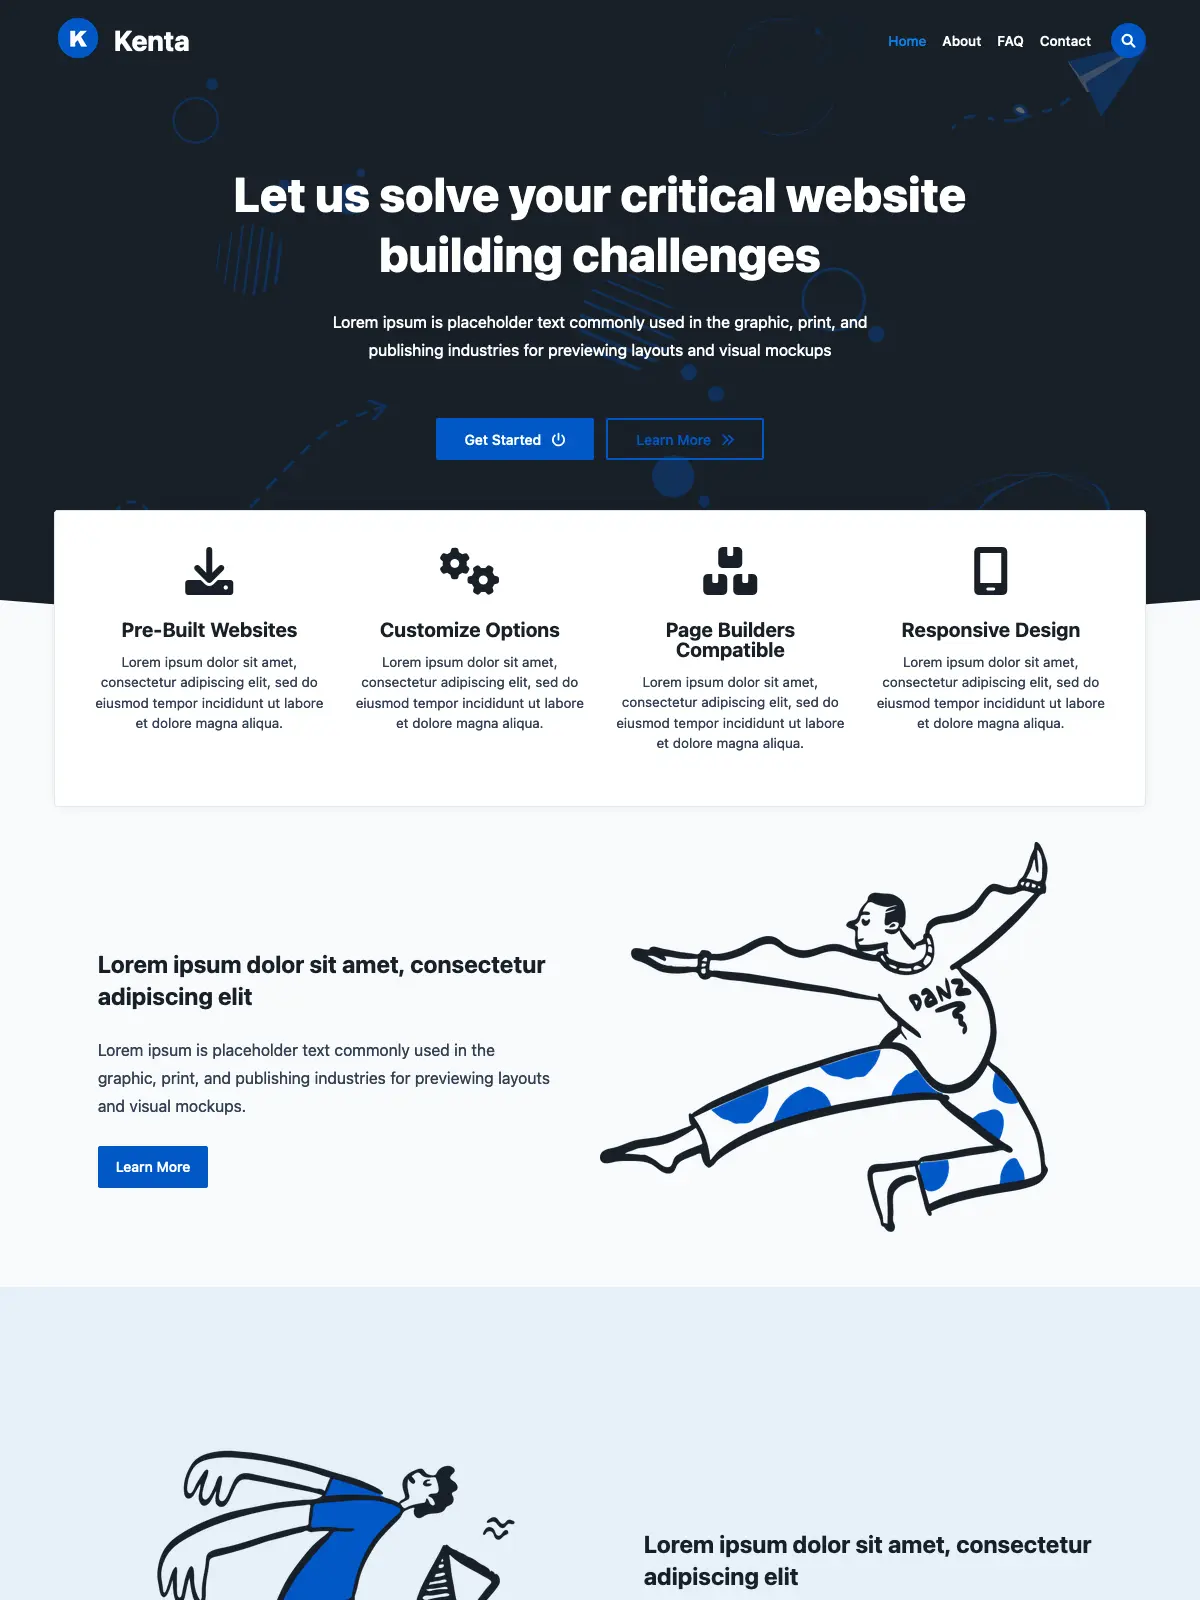 K Kenta
Home About FAQ Contact
Let us solve your critical website
building challenges
Lorem ipsum is placeholder text commonly used in the graphic, print, and
publishing industries for previewing layouts and visual mockups
Get Started
Learn More
Pre-Built Websites
Lorem ipsum dolor sit amet,
consectetur adipiscing elit, sed do
eiusmod tempor incididunt ut labore
et dolore magna aliqua.
Customize Options
Lorem ipsum dolor sit amet,
consectetur adipiscing elit, sed do
eiusmod tempor incididunt ut labore
et dolore magna aliqua.
Page Builders
Compatible
Lorem ipsum dolor sit amet,
consectetur adipiscing elit, sed do
eiusmod tempor incididunt ut labore
et dolore magna aliqua.
Responsive Design
Lorem ipsum dolor sit amet,
consectetur adipiscing elit, sed do
eiusmod tempor incididunt ut labore
et dolore magna aliqua.
Lorem ipsum dolor sit amet, consectetur
adipiscing elit
Lorem ipsum is placeholder text commonly used in the
graphic, print, and publishing industries for previewing layouts
and visual mockups.
Learn More
DaNZ
Lorem ipsum dolor sit amet, consectetur
adipiscing elit